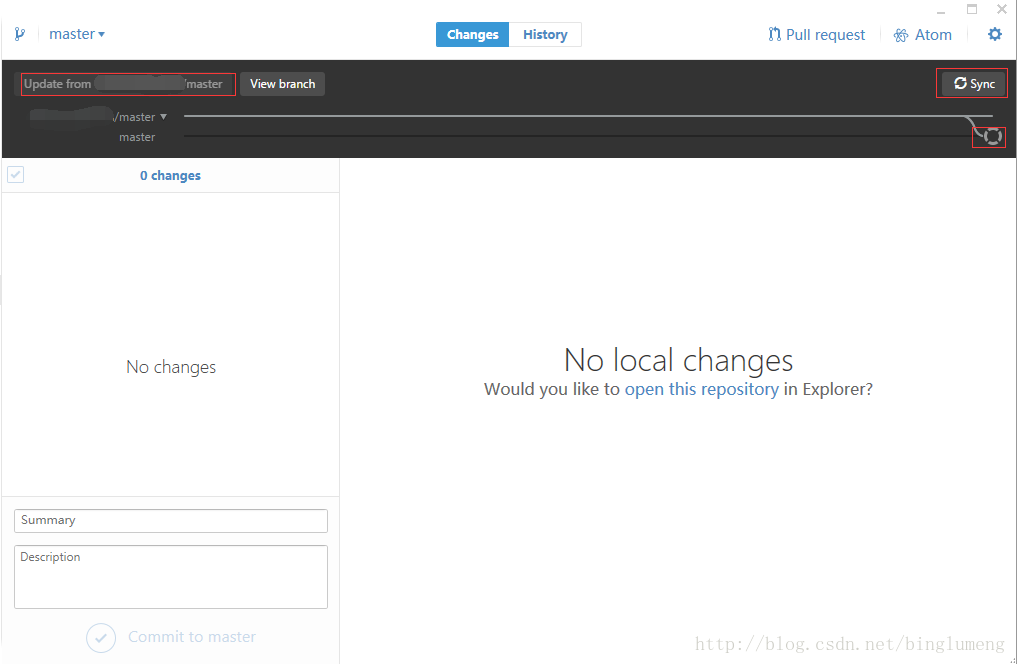 master
Changes
History
Pull request
Atom
Update from /master
View branch
Sync
/master
master
0 changes
No changes
No local changes
Would you like to open this repository in Explorer?
Summary
Description
Commit to master
http://blog.csdn.net/binglumeng